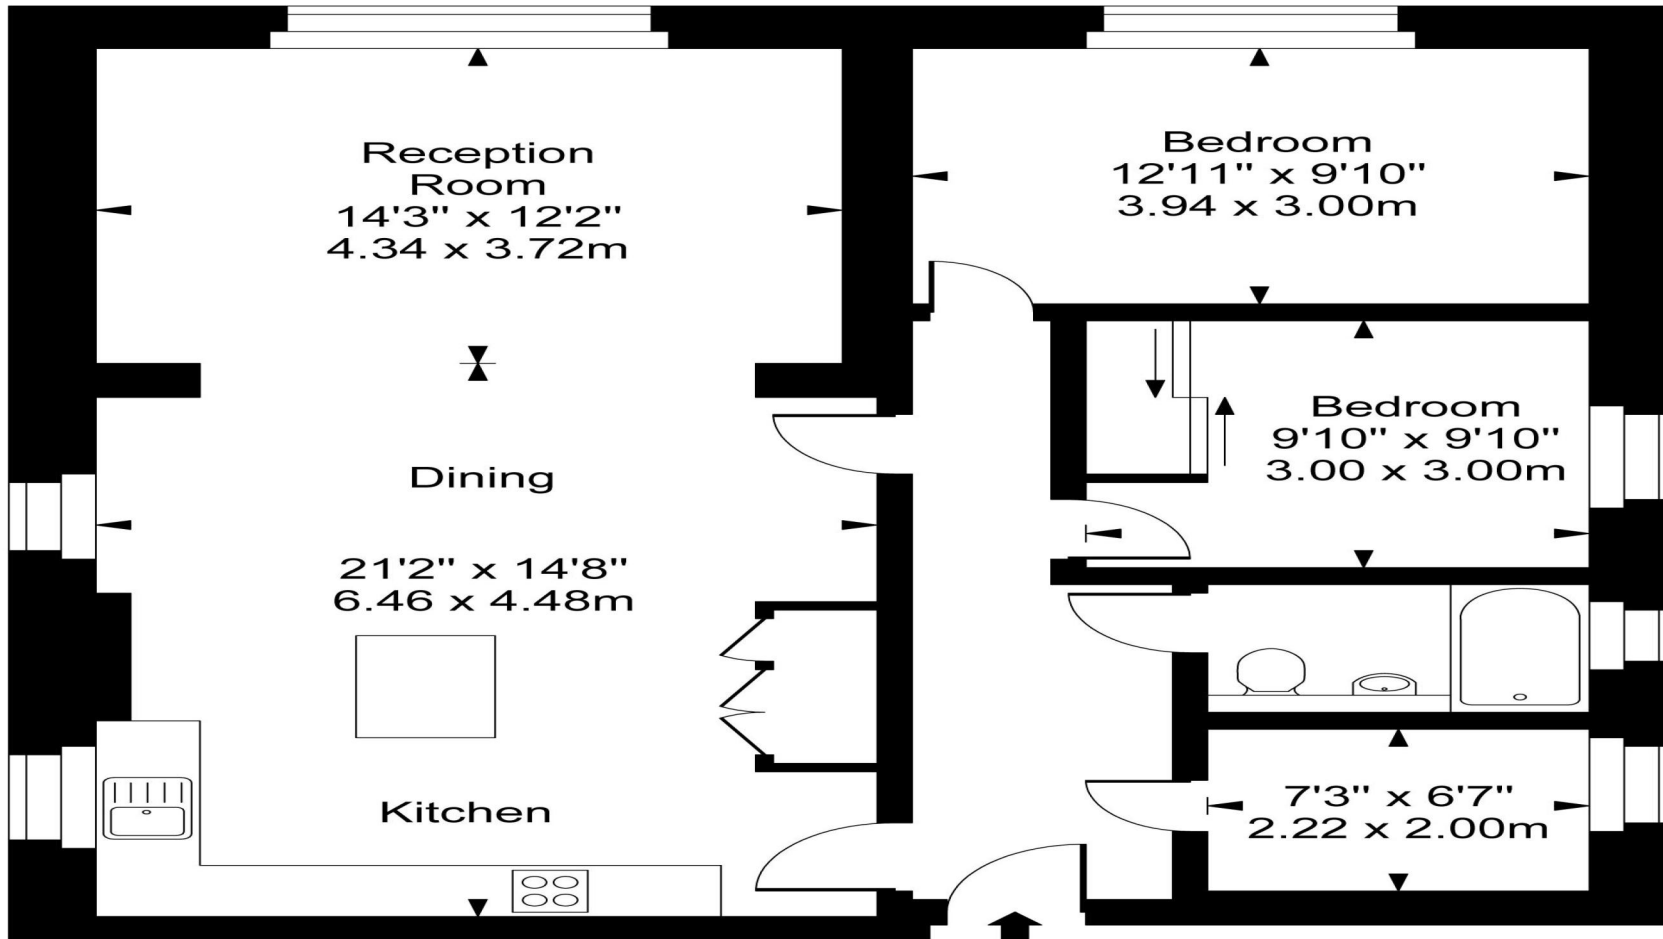 Reception
Room
14'3" x 12'2"
4.34 x 3.72m
Bedroom
12'11" x 9'10"
3.94 x 3.00m
Bedroom
9'10" x 9'10"
3.00 x 3.00m
Dining
21'2" x 14'8"
6.46 x 4.48m
Kitchen
7'3" x 6'7"
2.22 x 2.00m